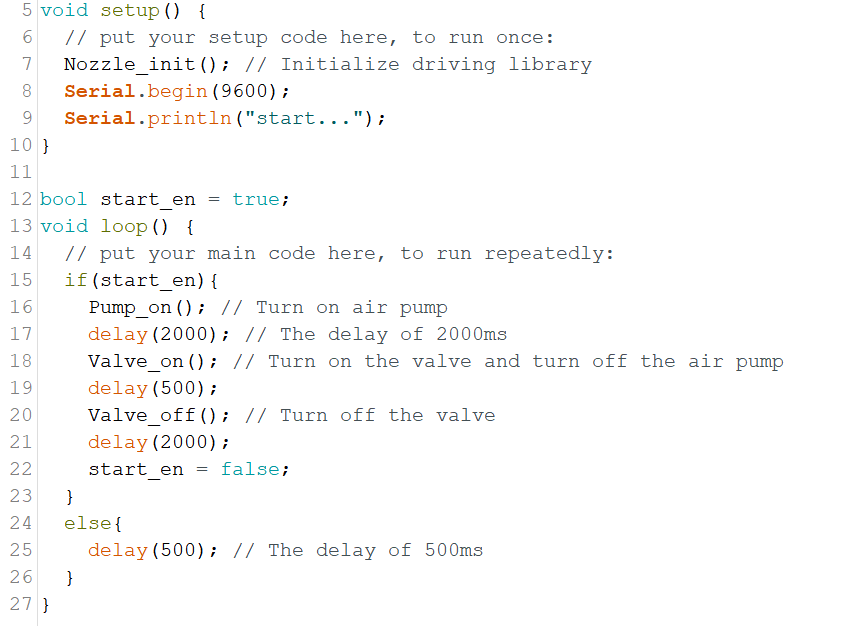 5 void setup() {
6   // put your setup code here, to run once:
7   Nozzle_init(); // Initialize driving library
8   Serial.begin(9600);
9   Serial.println("start...");
10 }
11
12 bool start_en = true;
13 void loop() {
14   // put your main code here, to run repeatedly:
15   if(start_en){
16     Pump_on(); // Turn on air pump
17     delay(2000); // The delay of 2000ms
18     Valve_on(); // Turn on the valve and turn off the air pump
19     delay(500);
20     Valve_off(); // Turn off the valve
21     delay(2000);
22     start_en = false;
23   }
24   else{
25     delay(500); // The delay of 500ms
26   }
27 }